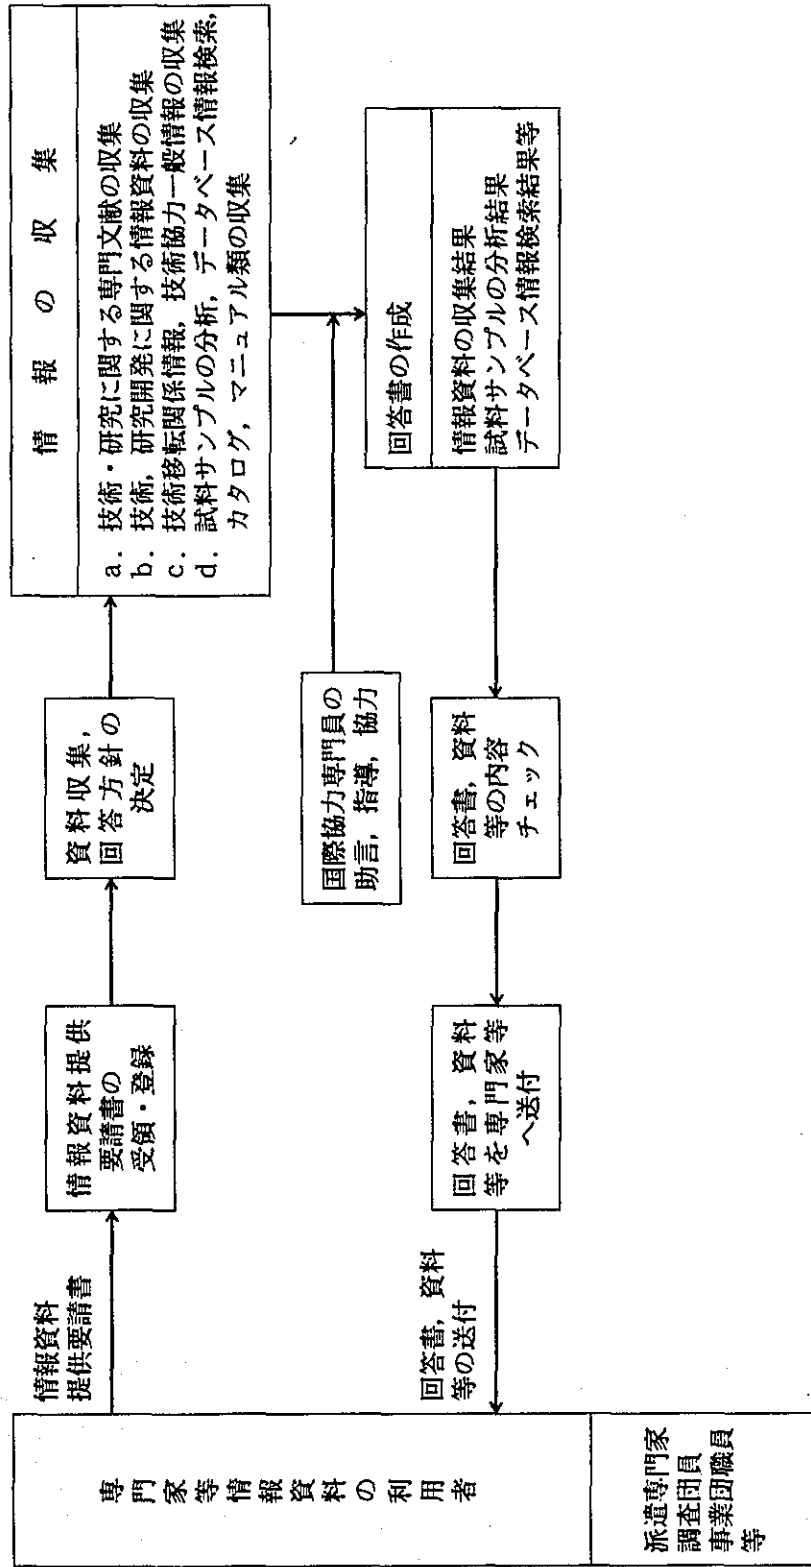 専門家等情報資料の利用者
派遣専門家
調査団員
事業団職員
等
情報資料
提供要請書
情報資料提供
要請書の
受領・登録
資料収集,
回答方針の
決定
情報の収集
a. 技術・研究に関する専門文献の収集
b. 技術, 研究開発に関する情報資料の収集
c. 技術移転関係情報, 技術協力一般情報の収集
d. 試料サンプルの分析, データベース情報検索,
カタログ, マニュアル類の収集
国際協力専門員の
助言, 指導, 協力
回答書の作成
情報資料の収集結果
試料サンプルの分析結果
データベース情報検索結果等
回答書, 資料
等の内容
チェック
回答書, 資料
等を専門家等
へ送付
回答書, 資料
等の送付